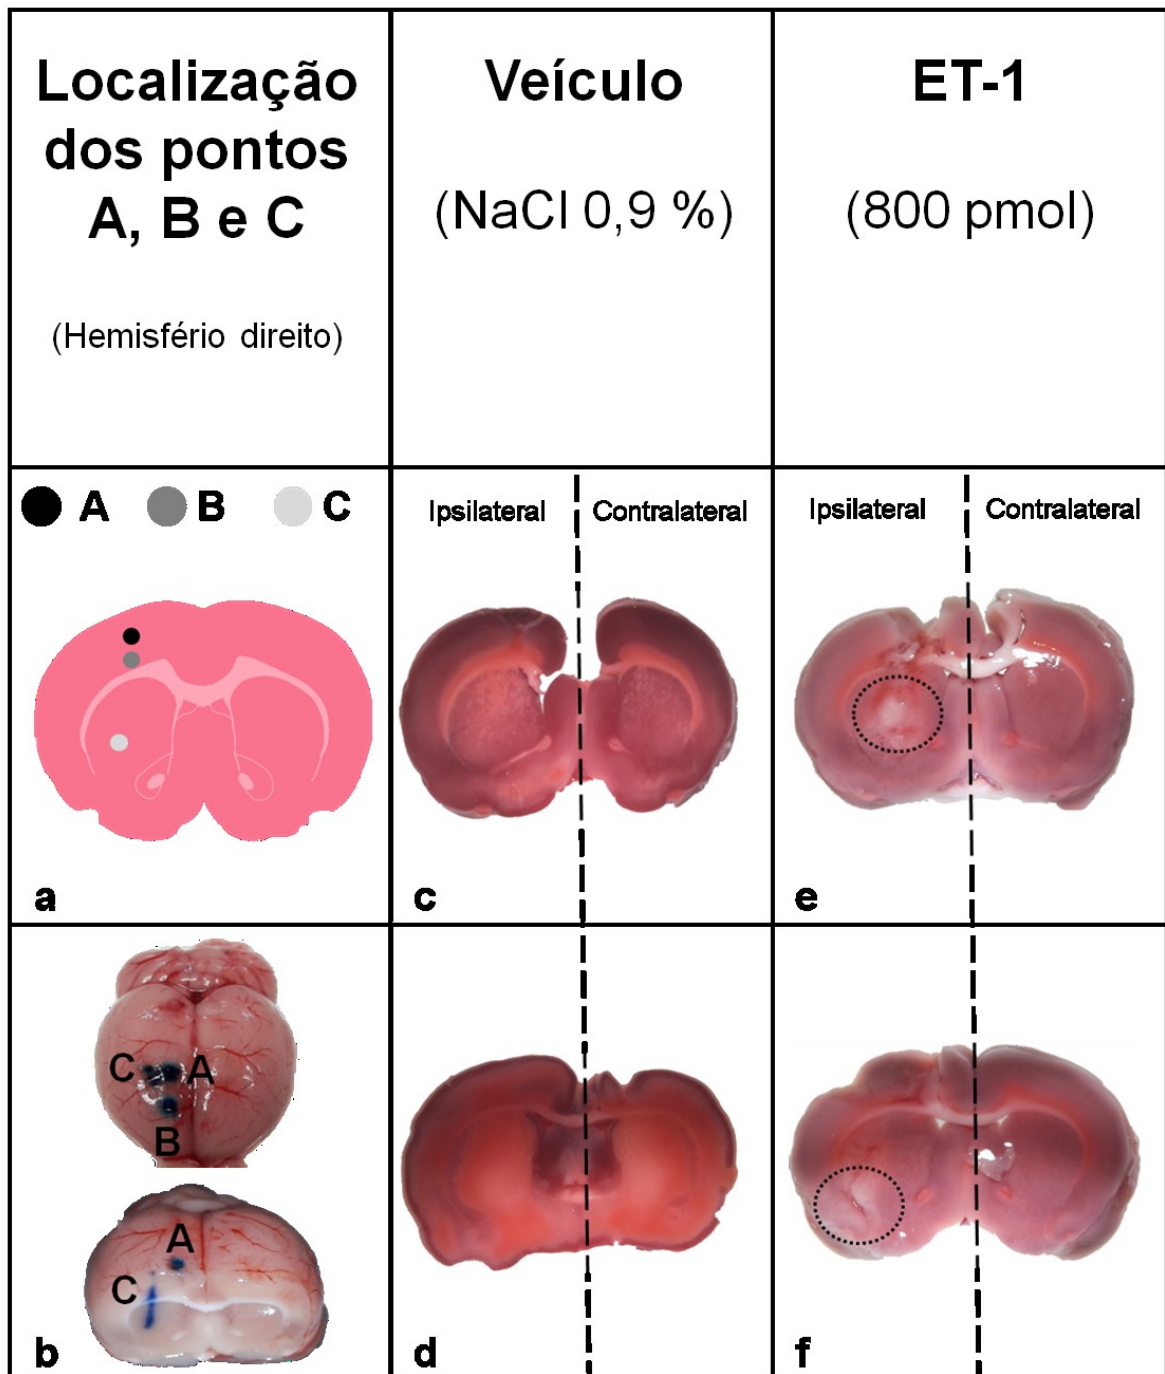 Localização
dos pontos
A, B e C
(Hemisfério direito)
Veículo
(NaCl 0,9 %)
ET-1
(800 pmol)
A B C
a
Ipsilateral Contralateral
c
Ipsilateral Contralateral
e
C A
B
A
C
b
d
f